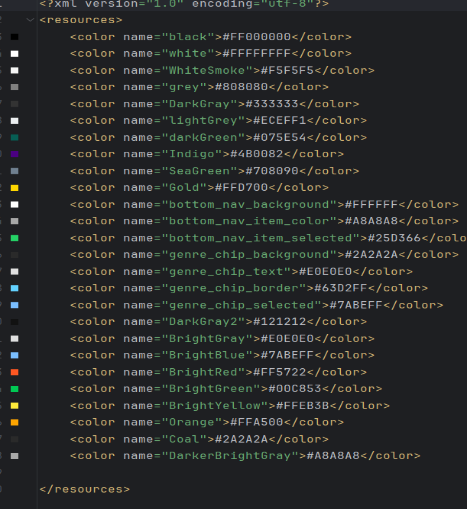 <?xml version="1.0" encoding="utf-8"?>
<resources>
<color name="black">#FF000000</color>
<color name="white">#FFFFFFFF</color>
<color name="WhiteSmoke">#F5F5F5</color>
<color name="grey">#808080</color>
<color name="DarkGray">#333333</color>
<color name="lightGrey">#ECEFF1</color>
<color name="darkGreen">#075E54</color>
<color name="Indigo">#4B0082</color>
<color name="SeaGreen">#708090</color>
<color name="Gold">#FFD700</color>
<color name="bottom_nav_background">#FFFFFF</color>
<color name="bottom_nav_item_color">#A8A8A8</color>
<color name="bottom_nav_item_selected">#25D366</colo
<color name="genre_chip_background">#2A2A2A</color>
<color name="genre_chip_text">#E0E0E0</color>
<color name="genre_chip_border">#63D2FF</color>
<color name="genre_chip_selected">#7ABEFF</color>
<color name="DarkGray2">#121212</color>
<color name="BrightGray">#E0E0E0</color>
<color name="BrightBlue">#7ABEFF</color>
<color name="BrightRed">#FF5722</color>
<color name="BrightGreen">#00C853</color>
<color name="BrightYellow">#FFEB3B</color>
<color name="Orange">#FFA500</color>
<color name="Coal">#2A2A2A</color>
<color name="DarkerBrightGray">#A8A8A8</color>
</resources>